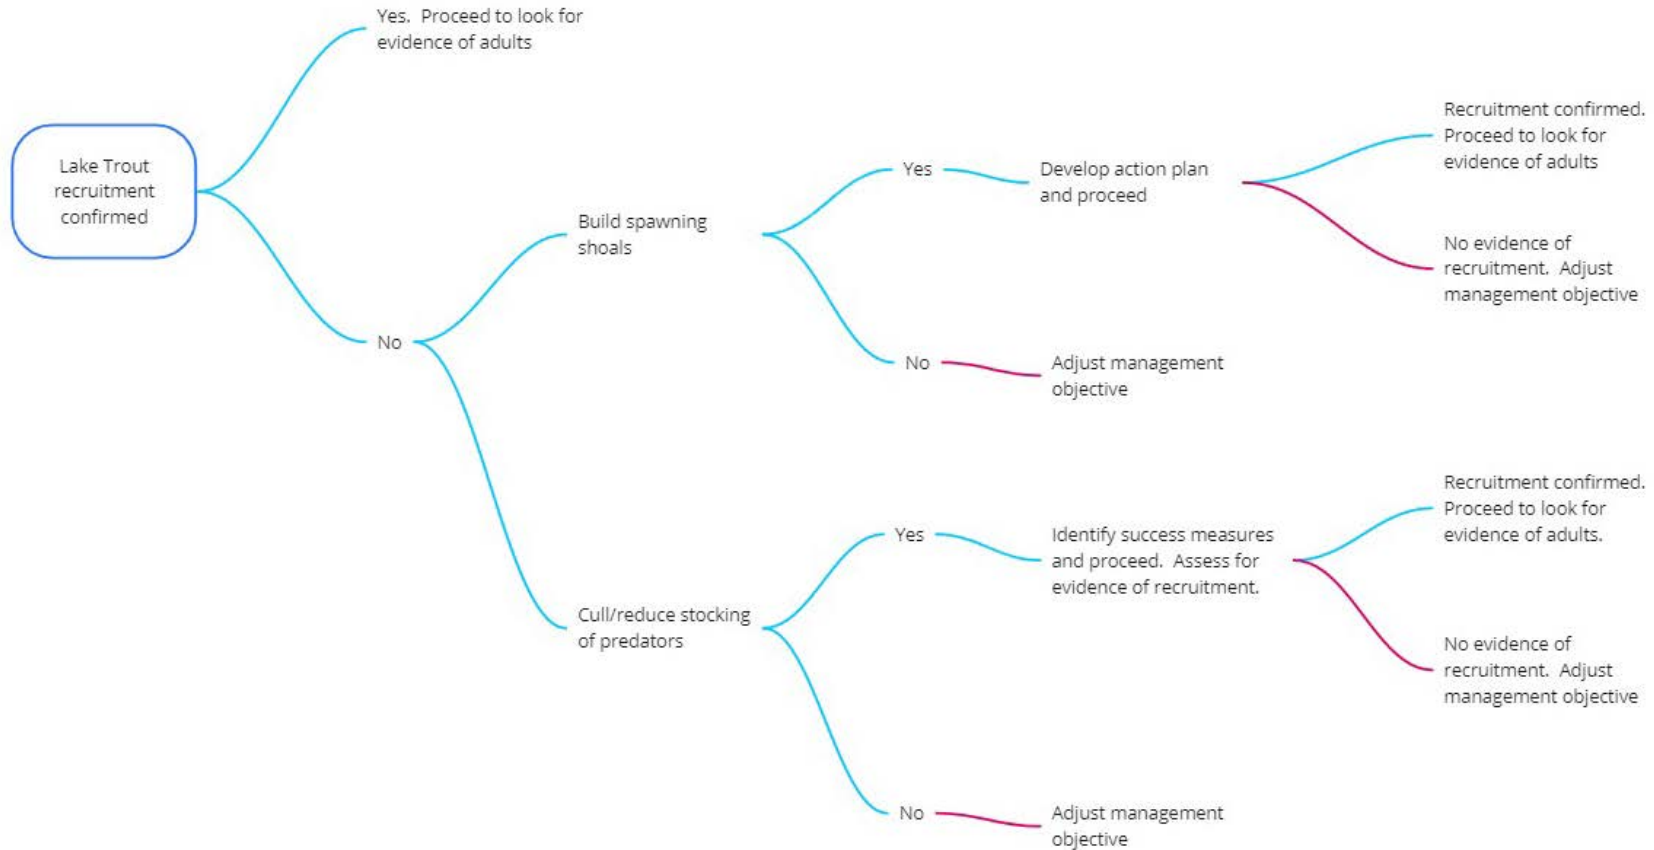 Lake Trout
recruitment
confirmed
Yes.  Proceed to look for
evidence of adults
No
Build spawning
shoals
Yes
Develop action plan
and proceed
Recruitment confirmed.
Proceed to look for
evidence of adults
No evidence of
recruitment.  Adjust
management objective
No
Adjust management
objective
Cull/reduce stocking
of predators
Yes
Identify success measures
and proceed.  Assess for
evidence of recruitment.
Recruitment confirmed.
Proceed to look for
evidence of adults.
No evidence of
recruitment.  Adjust
management objective
No
Adjust management
objective